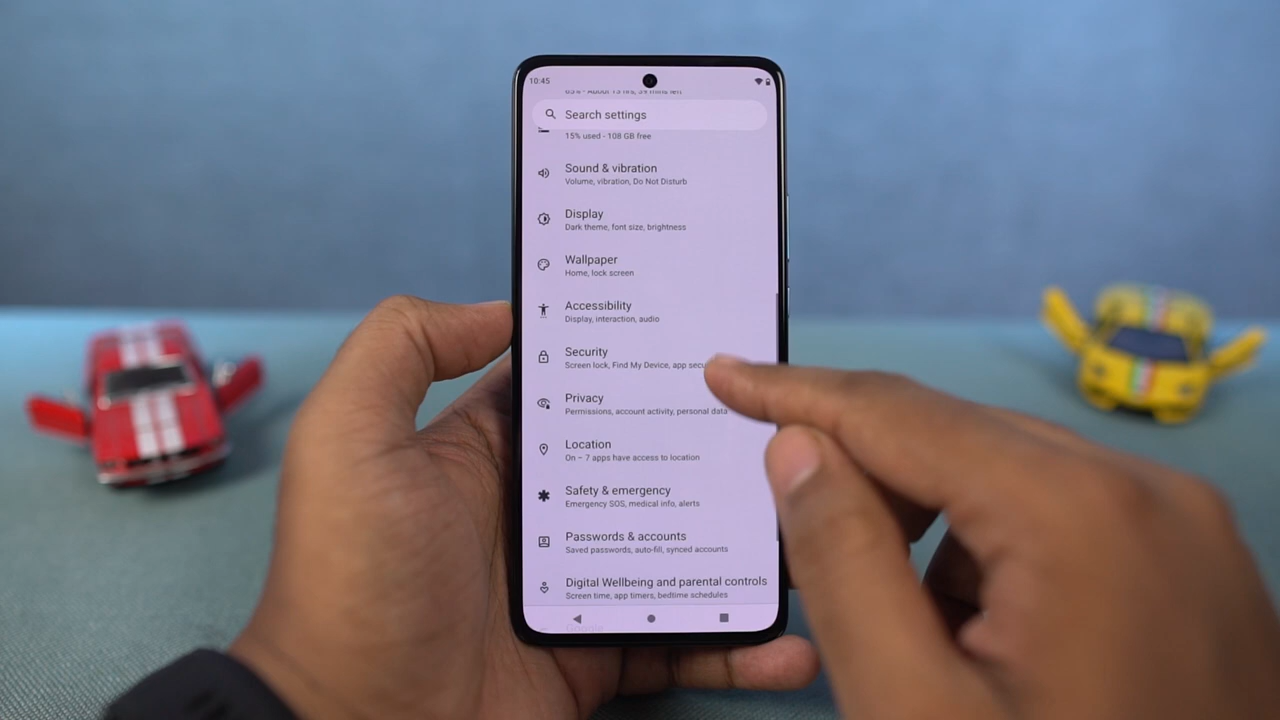 10:45
Search settings
15% used - 108 GB free
Sound & vibration
Volume, vibration, Do Not Disturb
Display
Dark theme, font size, brightness
Wallpaper
Home, lock screen
Accessibility
Display, interaction, audio
Security
Screen lock, Find My Device, app secu
Privacy
Permissions, account activity, personal data
Location
On – 7 apps have access to location
Safety & emergency
Emergency SOS, medical info, alerts
Passwords & accounts
Saved passwords, auto-fill, synced accounts
Digital Wellbeing and parental controls
Screen time, app timers, bedtime schedules
Google